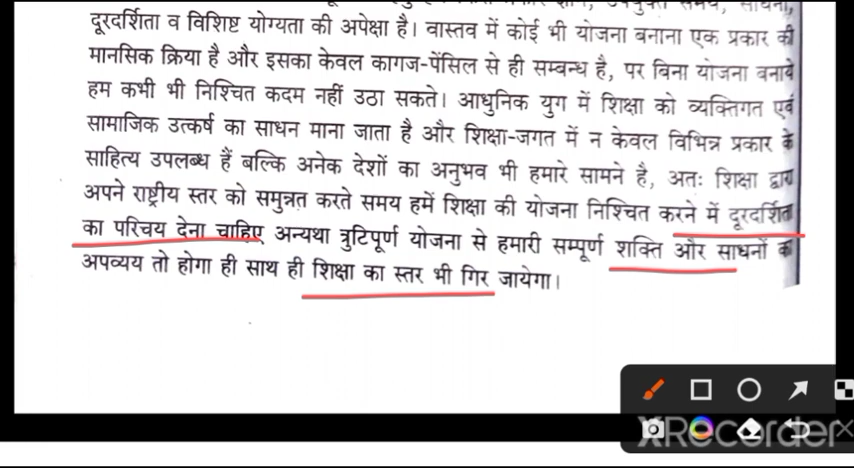 दूरदर्शिता व विशिष्ट योग्यता की अपेक्षा है। वास्तव में कोई भी योजना बनाना एक प्रकार की
मानसिक क्रिया है और इसका केवल कागज-पेंसिल से ही सम्बन्ध है, पर बिना योजना बनाये
हम कभी भी निश्चित कदम नहीं उठा सकते। आधुनिक युग में शिक्षा को व्यक्तिगत एवं
सामाजिक उत्कर्ष का साधन माना जाता है और शिक्षा-जगत में न केवल विभिन्न प्रकार के
साहित्य उपलब्ध हैं बल्कि अनेक देशों का अनुभव भी हमारे सामने है, अतः शिक्षा द्वारा
अपने राष्ट्रीय स्तर को समुन्नत करते समय हमें शिक्षा की योजना निश्चित करने में दूरदर्शिता
का परिचय देना चाहिए अन्यथा त्रुटिपूर्ण योजना से हमारी सम्पूर्ण शक्ति और साधनों का
अपव्यय तो होगा ही साथ ही शिक्षा का स्तर भी गिर जायेगा।
XRecorder